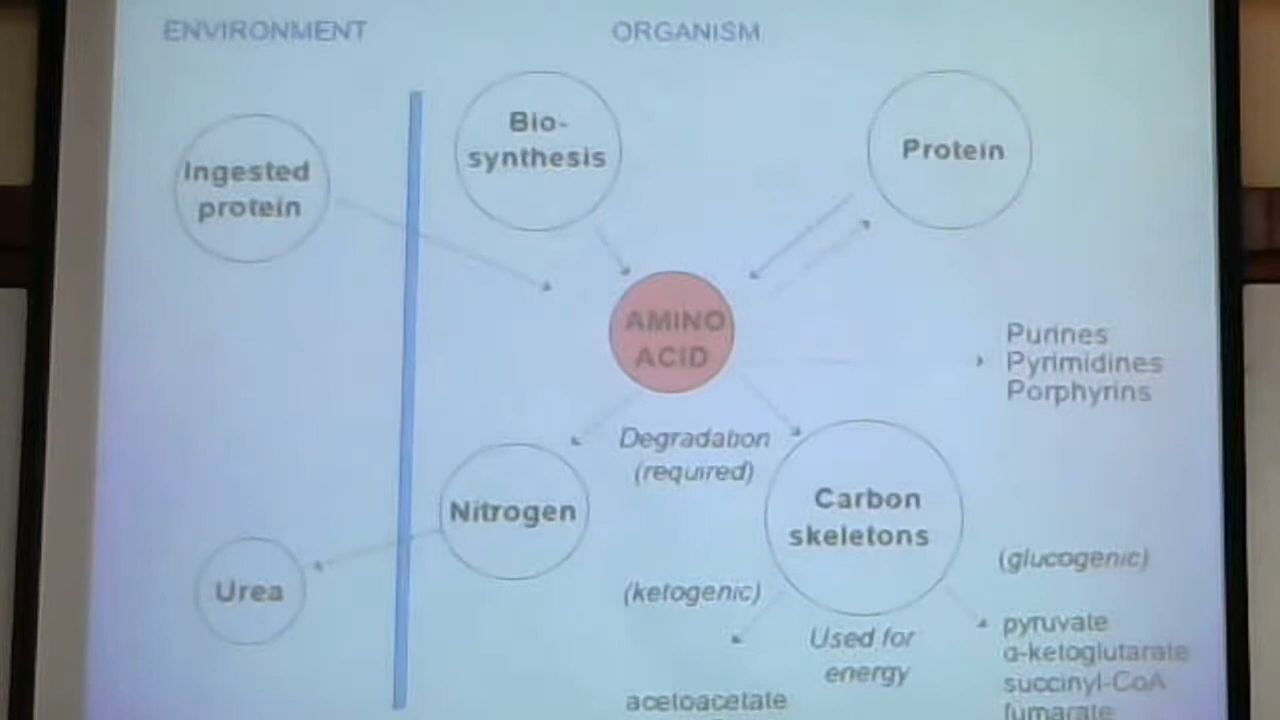 ENVIRONMENT
ORGANISM
Ingested
protein
Bio-
synthesis
Protein
AMINO
ACID
Purines
Pyrimidines
Porphyrins
Degradation
(required)
Nitrogen
Carbon
skeletons
Urea
(ketogenic)
(glucogenic)
Used for
energy
pyruvate
α-ketoglutarate
succinyl-CoA
fumarate
acetoacetate